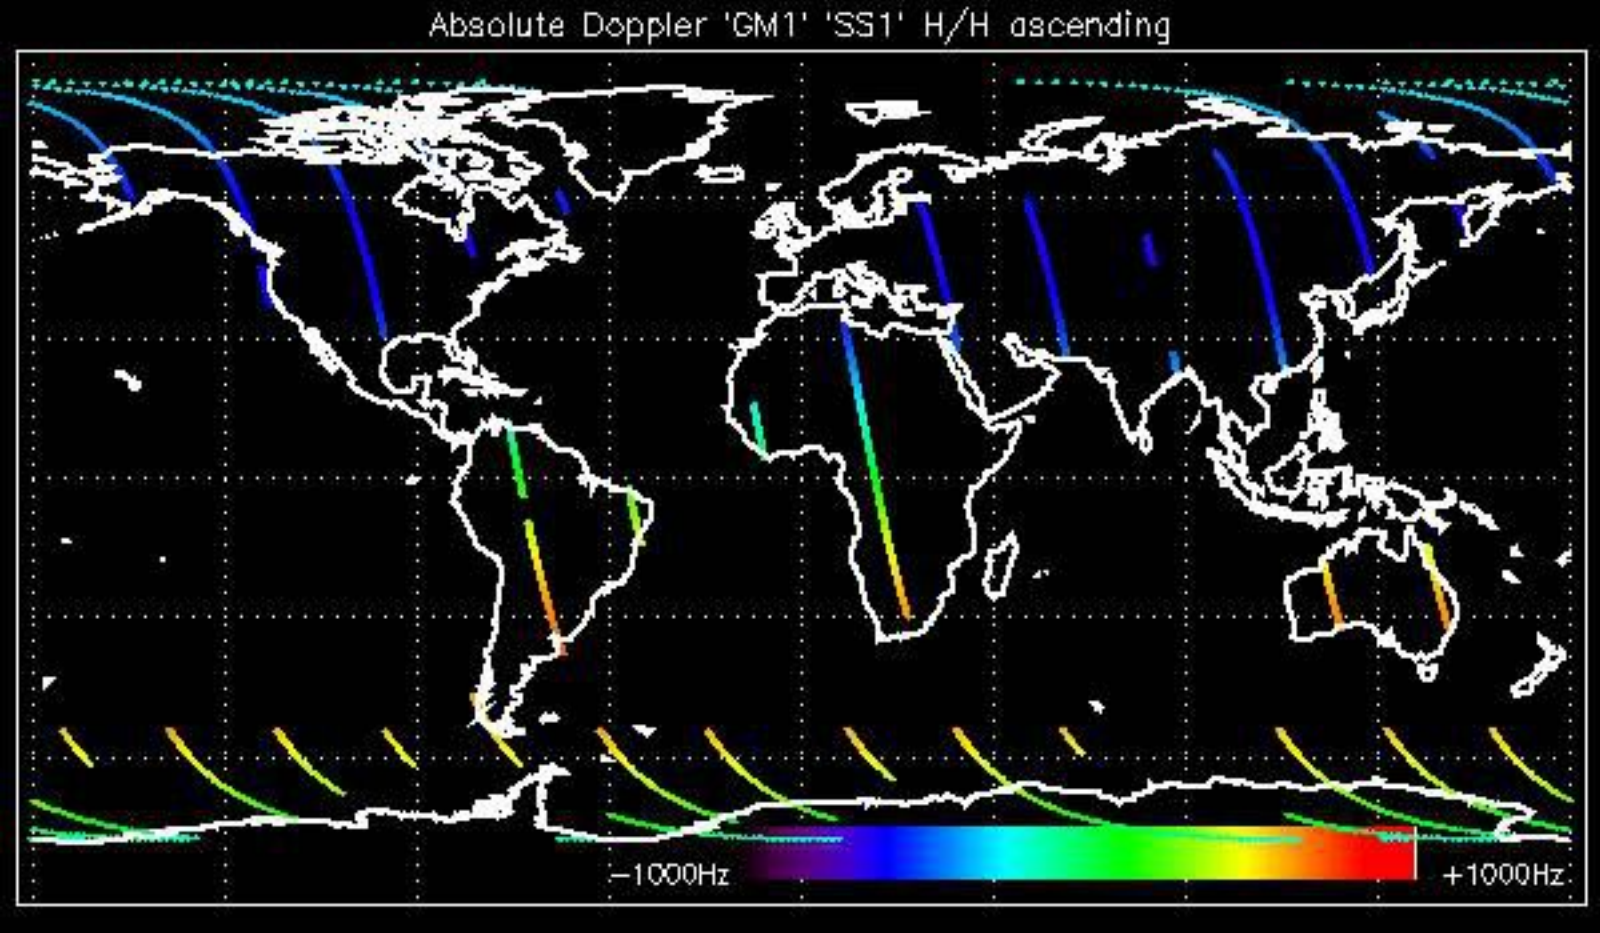 Absolute Doppler 'GM1' 'SS1' H/H ascending
−1000Hz +1000Hz